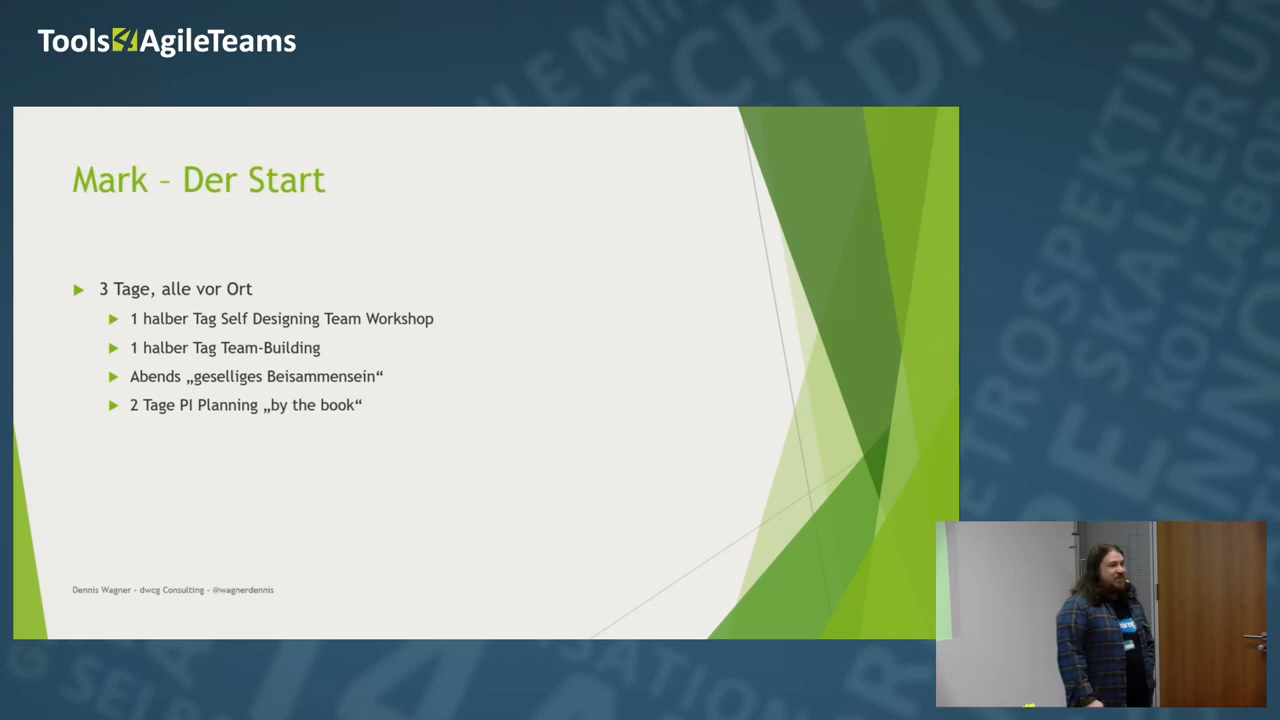 Tools4AgileTeams
Mark – Der Start
3 Tage, alle vor Ort
1 halber Tag Self Designing Team Workshop
1 halber Tag Team-Building
Abends „geselliges Beisammensein“
2 Tage PI Planning „by the book“
Dennis Wagner - dwcg Consulting - @wagnerdennis